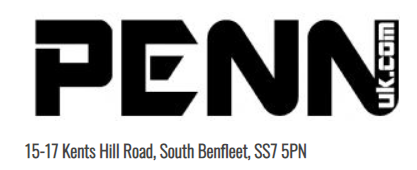 PENN
uk.com
15-17 Kents Hill Road, South Benfleet, SS7 5PN